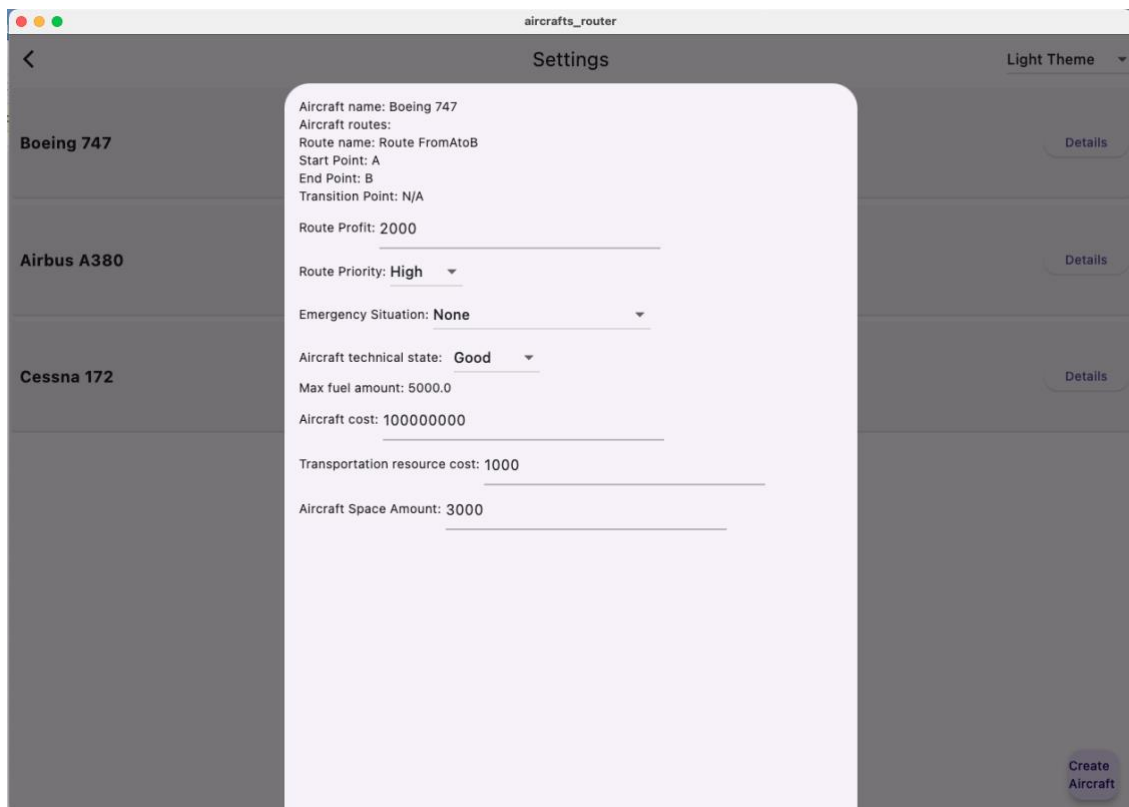 aircrafts_router
Settings
Light Theme
Boeing 747
Details
Airbus A380
Details
Cessna 172
Details
Aircraft name: Boeing 747
Aircraft routes:
Route name: Route FromAtoB
Start Point: A
End Point: B
Transition Point: N/A
Route Profit: 2000
Route Priority: High
Emergency Situation: None
Aircraft technical state: Good
Max fuel amount: 5000.0
Aircraft cost: 100000000
Transportation resource cost: 1000
Aircraft Space Amount: 3000
Create
Aircraft